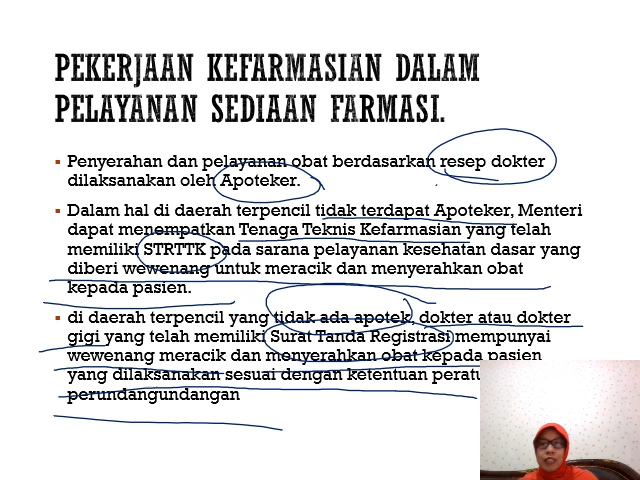 PEKERJAAN KEFARMASIAN DALAM
PELAYANAN SEDIAAN FARMASI.
▪ Penyerahan dan pelayanan obat berdasarkan resep dokter
dilaksanakan oleh Apoteker.
▪ Dalam hal di daerah terpencil tidak terdapat Apoteker, Menteri
dapat menempatkan Tenaga Teknis Kefarmasian yang telah
memiliki STRTTK pada sarana pelayanan kesehatan dasar yang
diberi wewenang untuk meracik dan menyerahkan obat
kepada pasien.
▪ di daerah terpencil yang tidak ada apotek, dokter atau dokter
gigi yang telah memiliki Surat Tanda Registrasi mempunyai
wewenang meracik dan menyerahkan obat kepada pasien
yang dilaksanakan sesuai dengan ketentuan
perundangundangan